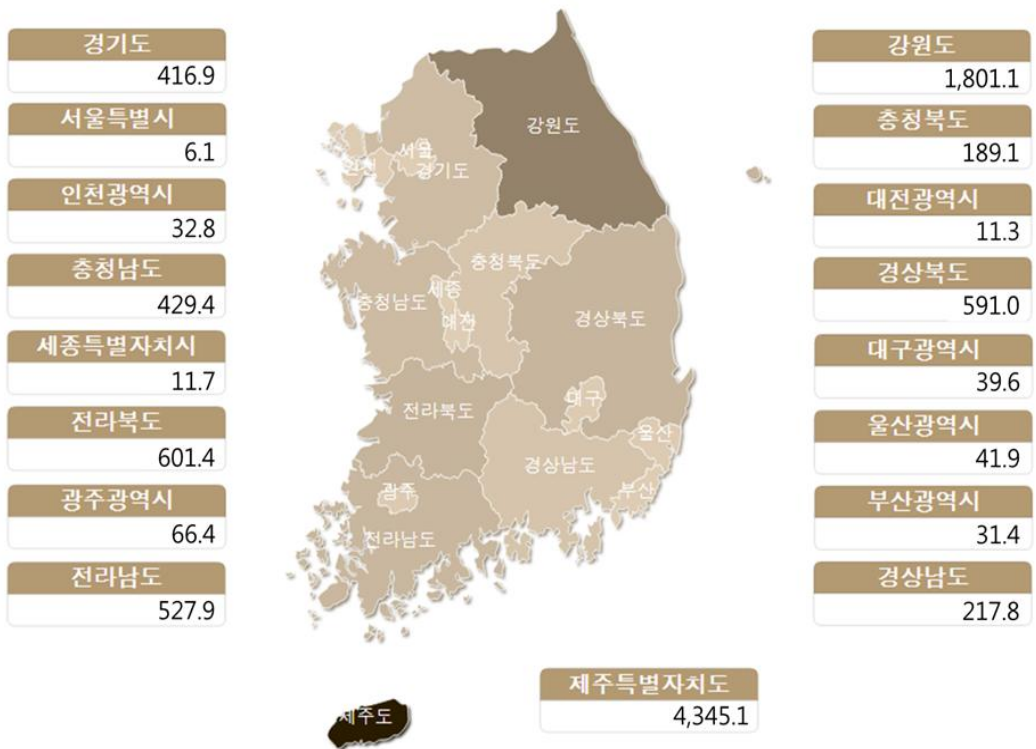 경기도
416.9
서울특별시
6.1
인천광역시
32.8
충청남도
429.4
세종특별자치시
11.7
전라북도
601.4
광주광역시
66.4
전라남도
527.9
강원도
서울
인천
경기도
충청북도
세종
충청남도
대전
경상북도
대구
전라북도
울산
경상남도
부산
광주
전라남도
제주도
강원도
1,801.1
충청북도
189.1
대전광역시
11.3
경상북도
591.0
대구광역시
39.6
울산광역시
41.9
부산광역시
31.4
경상남도
217.8
제주특별자치도
4,345.1